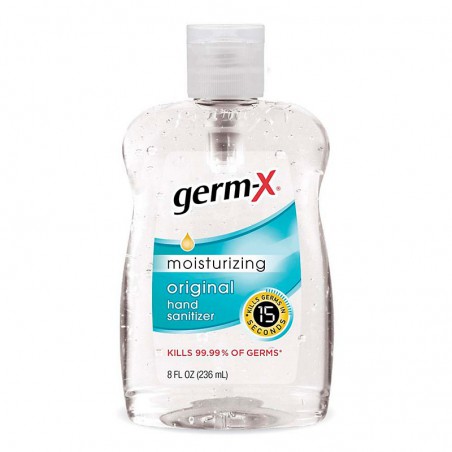 germ-X®
moisturizing
original
hand
sanitizer
*KILLS GERMS IN
15
SECONDS
KILLS 99.99% OF GERMS*
8 FL OZ (236 mL)